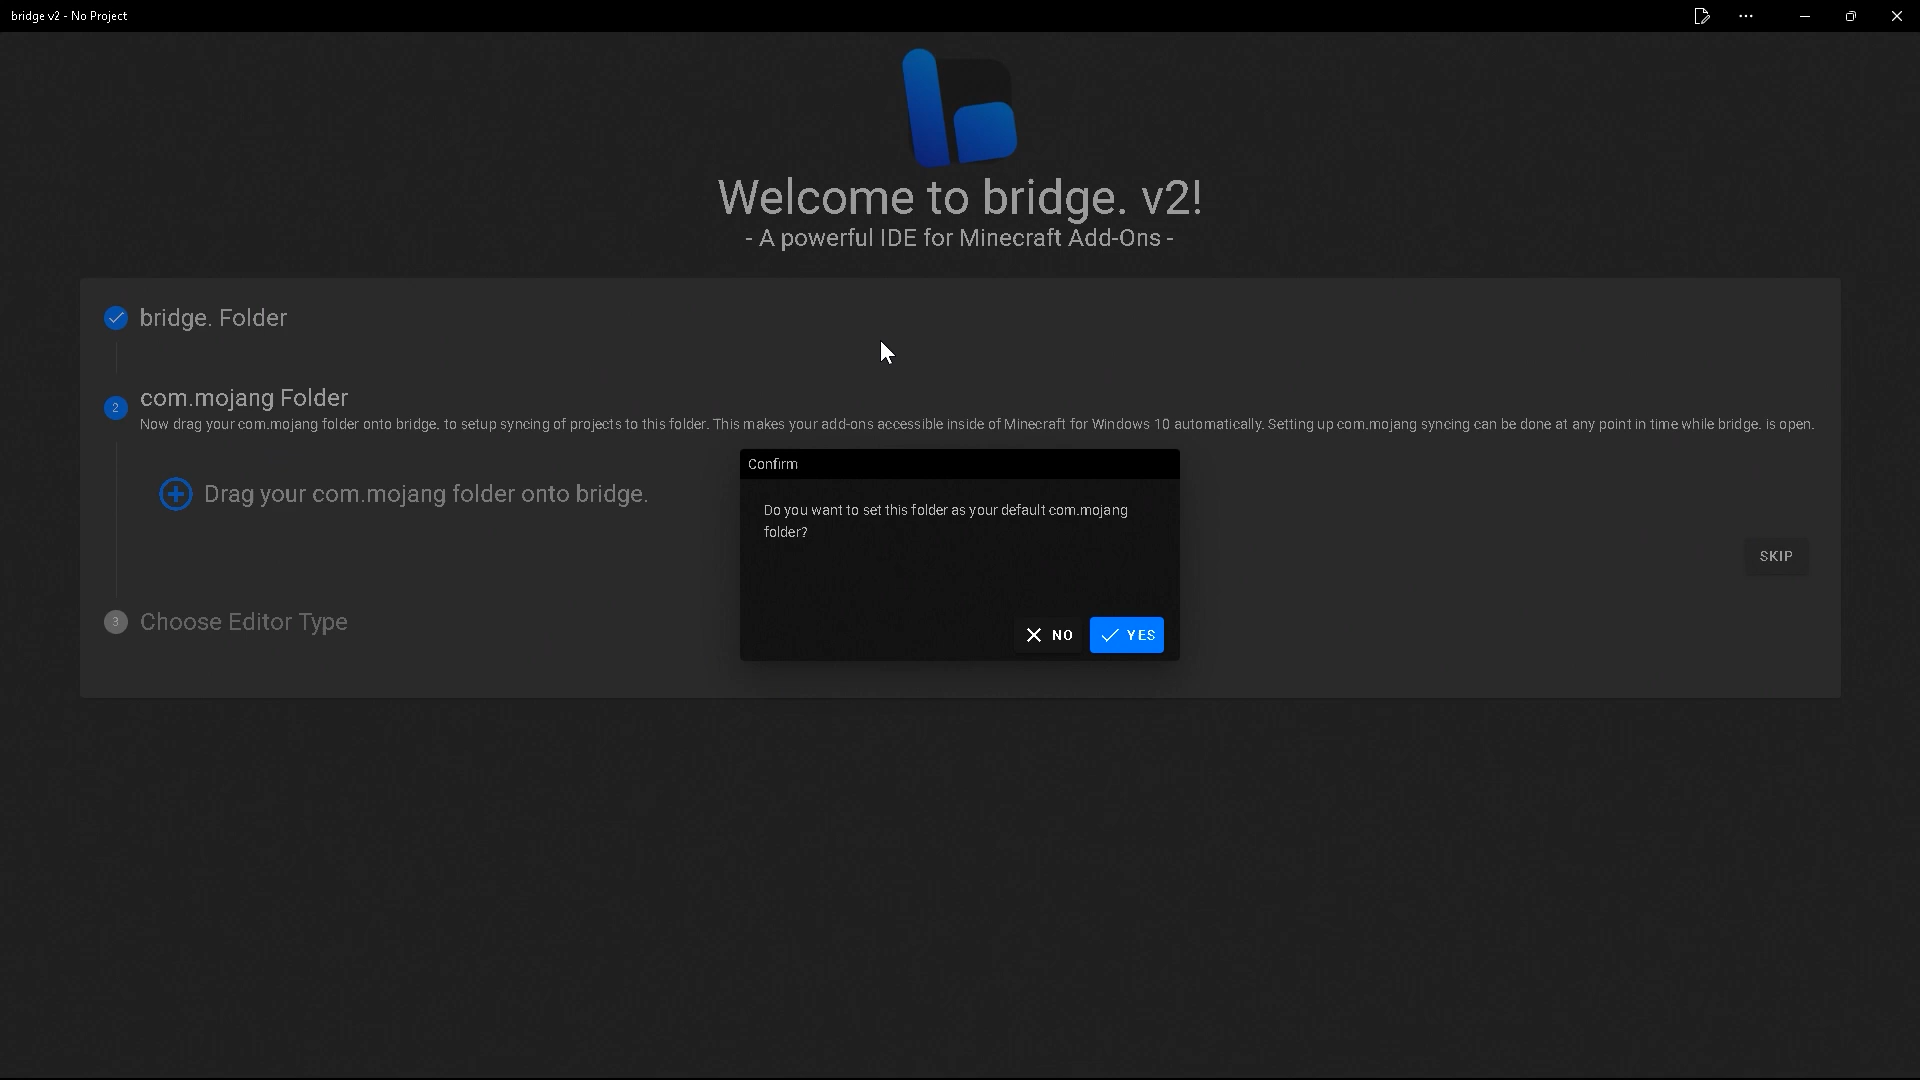 bridge v2 - No Project
Welcome to bridge. v2!
- A powerful IDE for Minecraft Add-Ons -
bridge. Folder
2
com.mojang Folder
Now drag your com.mojang folder onto bridge. to setup syncing of projects to this folder. This makes your add-ons accessible inside of Minecraft for Windows 10 automatically. Setting up com.mojang syncing can be done at any point in time while bridge. is open.
Drag your com.mojang folder onto bridge.
Confirm
Do you want to set this folder as your default com.mojang
folder?
NO
YES
SKIP
3
Choose Editor Type